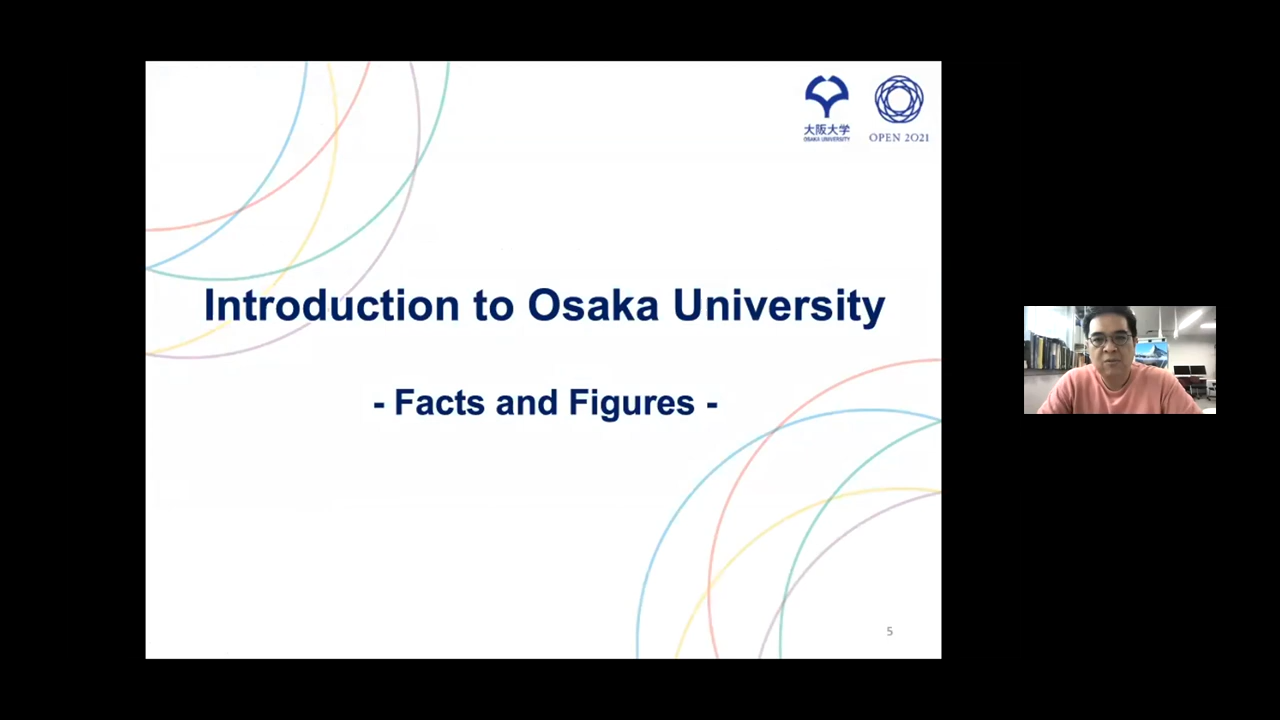 大阪大学
OSAKA UNIVERSITY
OPEN 2021
Introduction to Osaka University
- Facts and Figures -
5